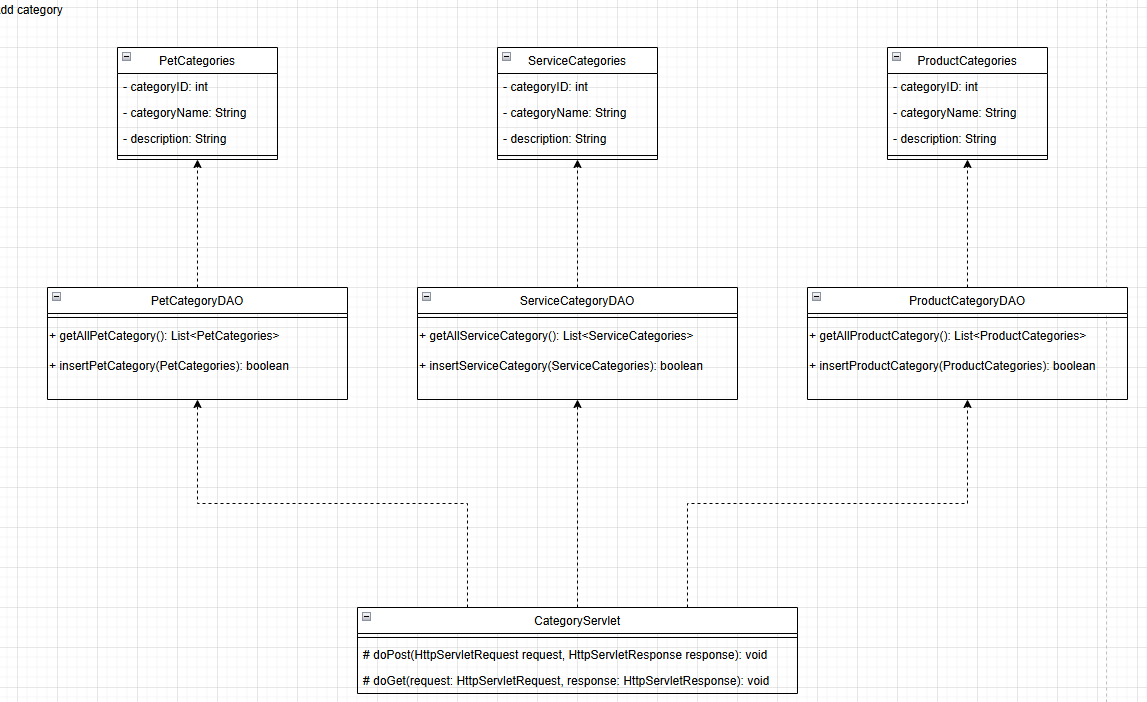 dd category
PetCategories
- categoryID: int
- categoryName: String
- description: String
ServiceCategories
- categoryID: int
- categoryName: String
- description: String
ProductCategories
- categoryID: int
- categoryName: String
- description: String
PetCategoryDAO
+ getAllPetCategory(): List<PetCategories>
+ insertPetCategory(PetCategories): boolean
ServiceCategoryDAO
+ getAllServiceCategory(): List<ServiceCategories>
+ insertServiceCategory(ServiceCategories): boolean
ProductCategoryDAO
+ getAllProductCategory(): List<ProductCategories>
+ insertProductCategory(ProductCategories): boolean
CategoryServlet
# doPost(HttpServletRequest request, HttpServletResponse response): void
# doGet(request: HttpServletRequest, response: HttpServletResponse): void